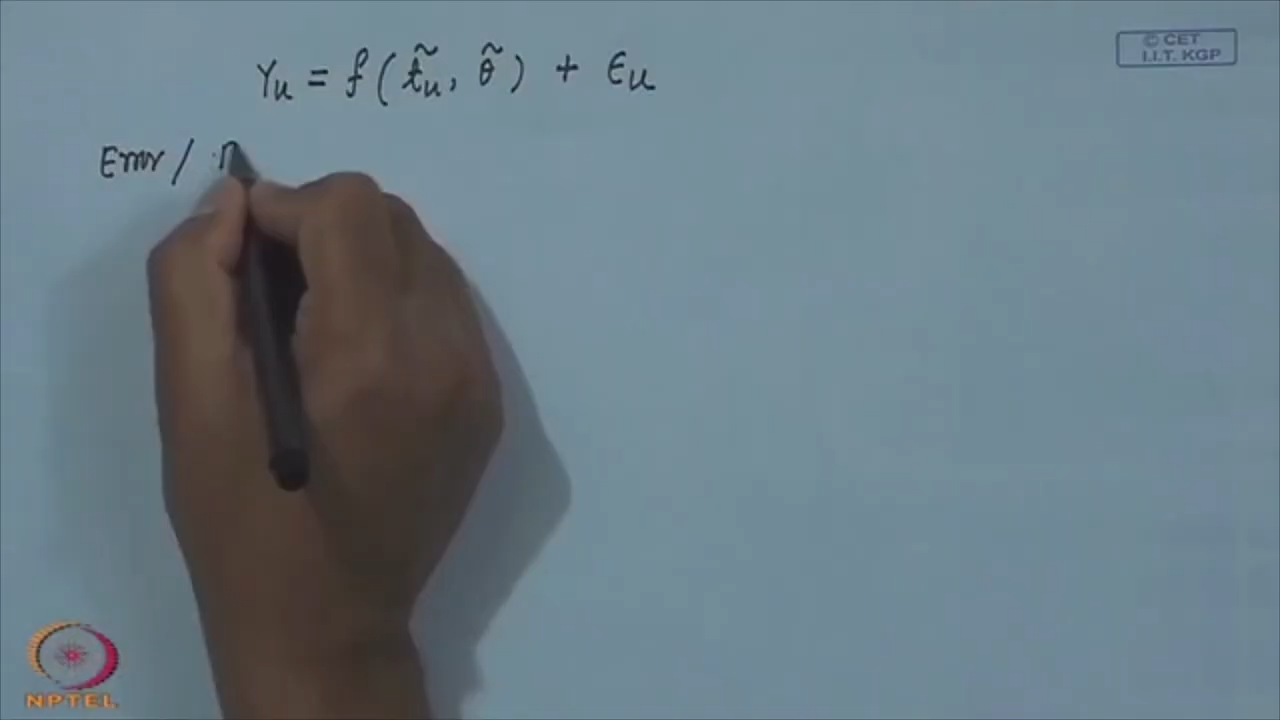 © CET
I.I.T. KGP
Yᵤ = f( t̃ᵤ, θ̃ ) + ϵᵤ
Error /
NPTEL